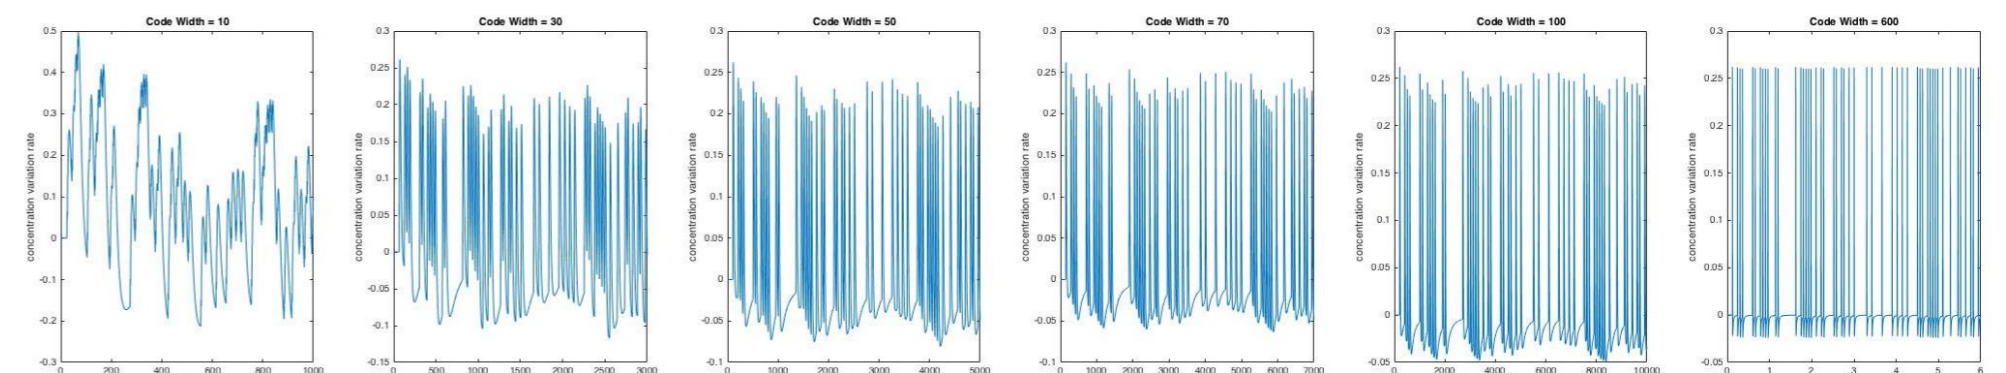 Code Width = 10
0.5
0.4
0.3
0.2
0.1
0
-0.1
-0.2
-0.3
concentration variation rate
0 200 400 600 800 1000
Code Width = 30
0.3
0.25
0.2
0.15
0.1
0.05
0
-0.05
-0.1
-0.15
concentration variation rate
0 500 1000 1500 2000 2500 3000
Code Width = 50
0.3
0.25
0.2
0.15
0.1
0.05
0
-0.05
-0.1
concentration variation rate
0 1000 2000 3000 4000 5000
Code Width = 70
0.3
0.25
0.2
0.15
0.1
0.05
0
-0.05
-0.1
concentration variation rate
0 1000 2000 3000 4000 5000 6000 7000
Code Width = 100
0.3
0.25
0.2
0.15
0.1
0.05
0
-0.05
concentration variation rate
0 2000 4000 6000 8000 10000
Code Width = 600
0.3
0.25
0.2
0.15
0.1
0.05
0
-0.05
concentration variation rate
0 1 2 3 4 5 6